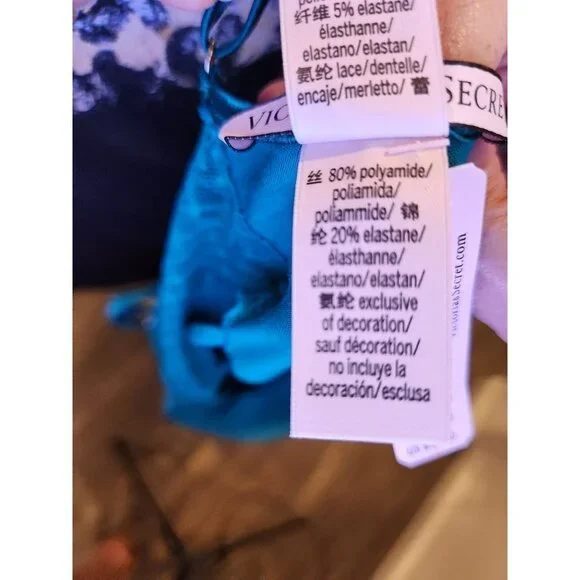 纤维 5% elastane/
élasthanne/
elastano/elastan/
氨纶 lace/dentelle/
encaje/merletto/ 蕾
VIC SECRE
丝 80% polyamide/
poliamida/
poliammide/ 锦
纶 20% elastane/
élasthanne/
elastano/elastan/
氨纶 exclusive
of decoration/
sauf décoration/
no incluye la
decoración/esclusa
VictoriasSecret.com